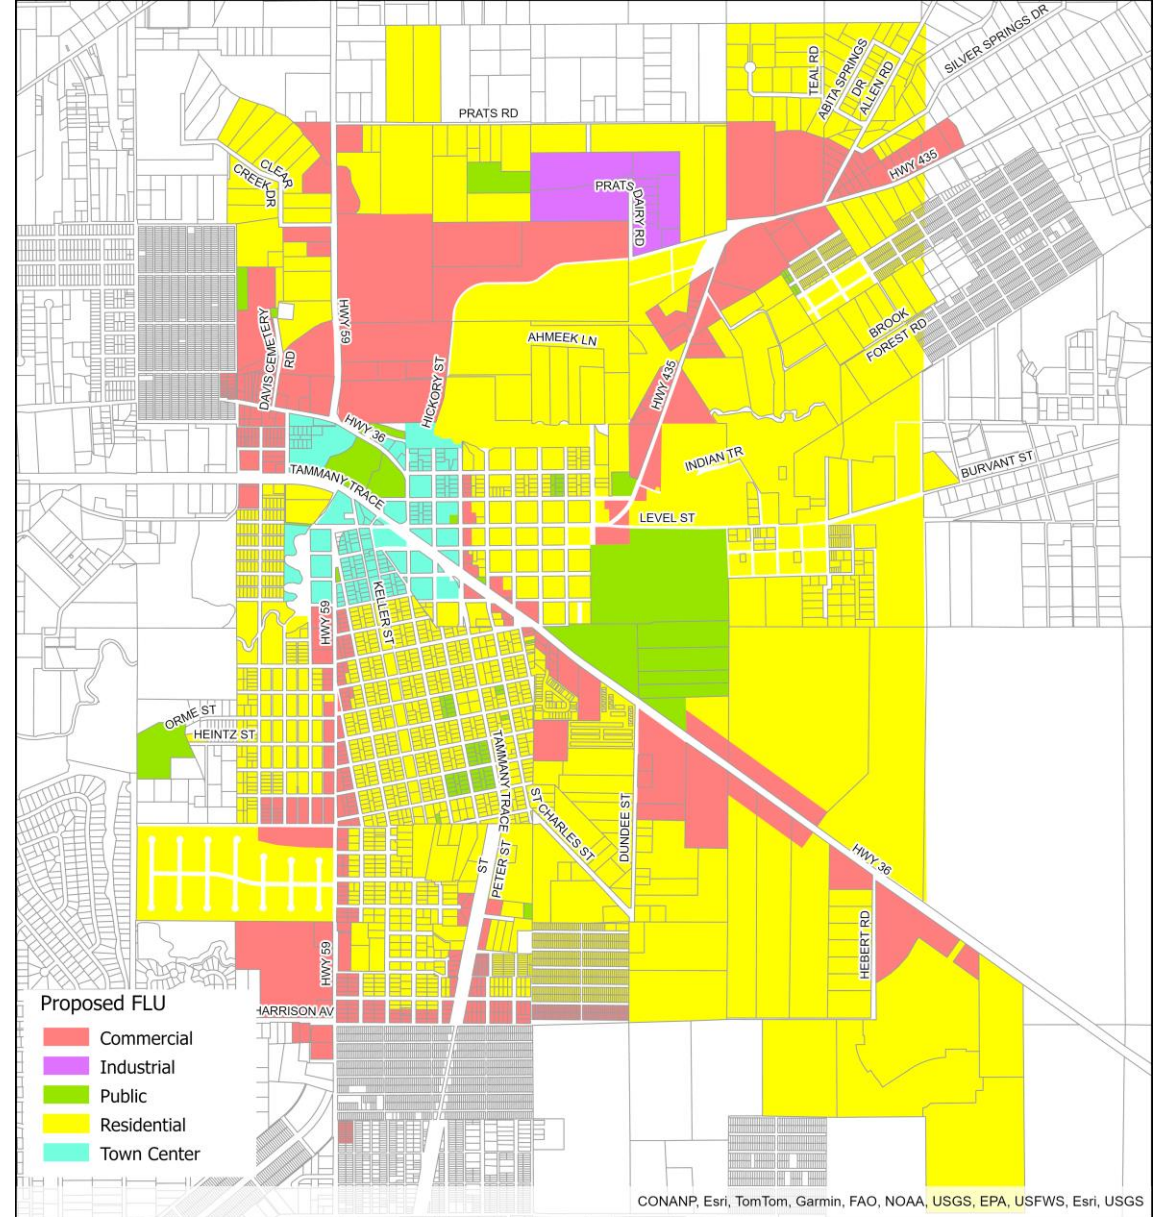 SILVER SPRINGS DR
TEAL RD
ABITA SPRINGS
DR
ALLEN RD
PRATS RD
HWY 435
CLEAR
CREEK DR
PRATS
DAIRY RD
HWY 59
BROOK
FOREST RD
DAVIS CEMETERY
RD
AHMEEK LN
HICKORY ST
HWY 435
HWY 36
TAMMANY TRACE
INDIAN TR
BURVANT ST
LEVEL ST
KELLER ST
HWY 59
ORME ST
HEINTZ ST
TAMMANY TRACE
ST CHARLES ST
DUNDEE ST
ST
PETER ST
HWY 36
HEBERT RD
HWY 59
HARRISON AV
Proposed FLU
Commercial
Industrial
Public
Residential
Town Center
CONANP, Esri, TomTom, Garmin, FAO, NOAA, USGS, EPA, USFWS, Esri, USGS